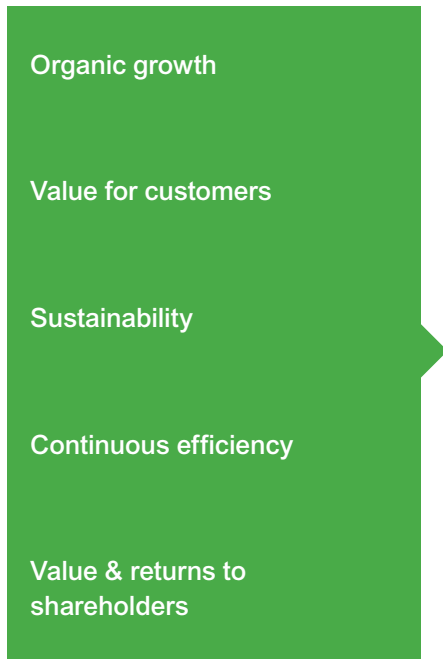 Organic growth
Value for customers
Sustainability
Continuous efficiency
Value & returns to
shareholders